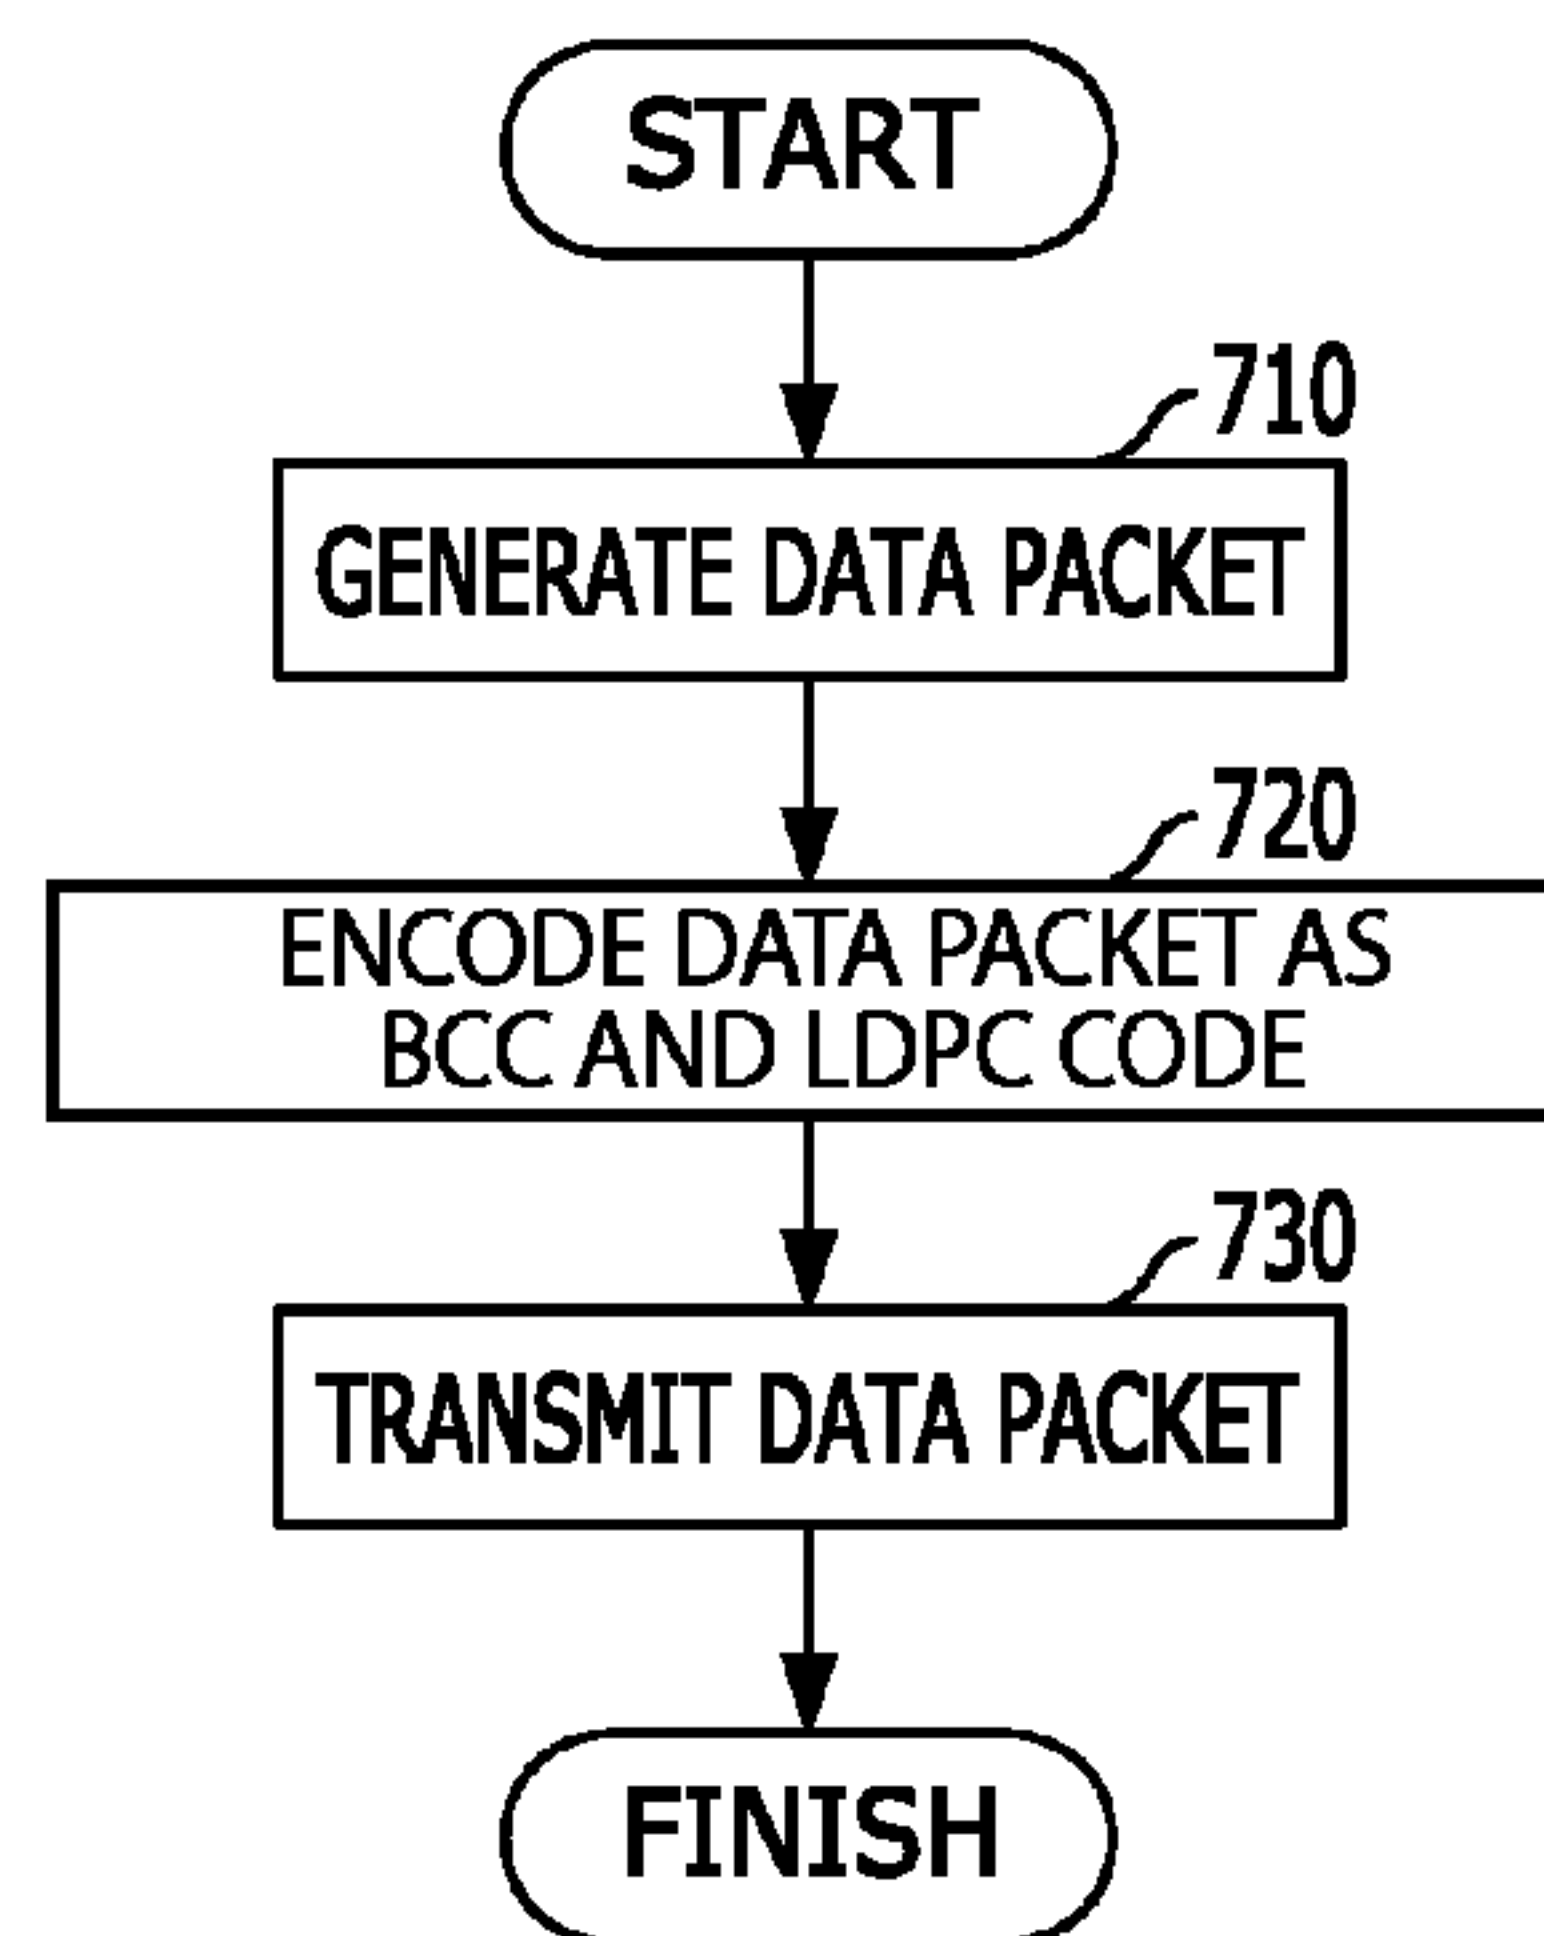 START
710
GENERATE DATA PACKET
720
ENCODE DATA PACKET AS
BCC AND LDPC CODE
730
TRANSMIT DATA PACKET
FINISH